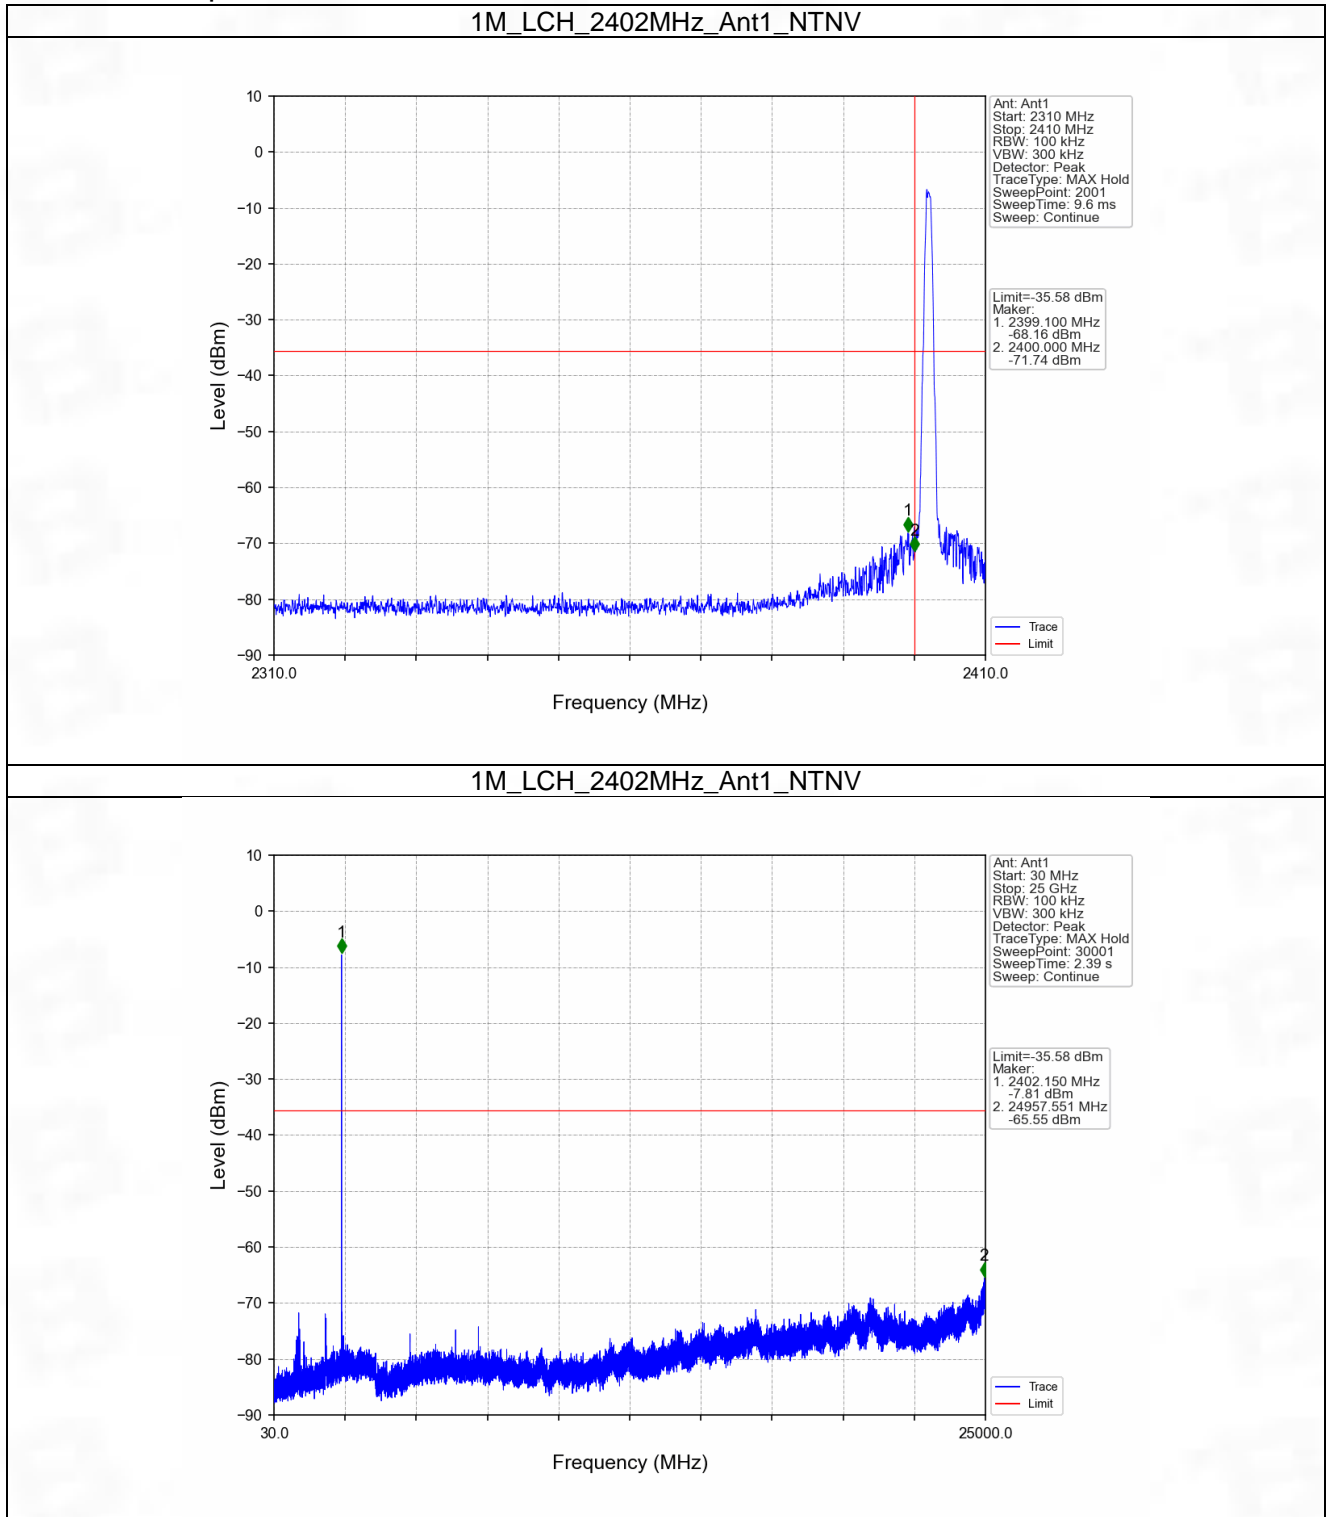 1M_LCH_2402MHz_Ant1_NTNV
10
0
−10
−20
−30
−40
−50
−60
−70
−80
−90
Level (dBm)
2310.0
2410.0
Frequency (MHz)
1
2
Ant: Ant1
Start: 2310 MHz
Stop: 2410 MHz
RBW: 100 kHz
VBW: 300 kHz
Detector: Peak
TraceType: MAX Hold
SweepPoint: 2001
SweepTime: 9.6 ms
Sweep: Continue
Limit=-35.58 dBm
Maker:
1. 2399.100 MHz
-68.16 dBm
2. 2400.000 MHz
-71.74 dBm
Trace
Limit
1M_LCH_2402MHz_Ant1_NTNV
10
0
−10
−20
−30
−40
−50
−60
−70
−80
−90
Level (dBm)
30.0
25000.0
Frequency (MHz)
1
2
Ant: Ant1
Start: 30 MHz
Stop: 25 GHz
RBW: 100 kHz
VBW: 300 kHz
Detector: Peak
TraceType: MAX Hold
SweepPoint: 30001
SweepTime: 2.39 s
Sweep: Continue
Limit=-35.58 dBm
Maker:
1. 2402.150 MHz
-7.81 dBm
2. 24957.551 MHz
-65.55 dBm
Trace
Limit